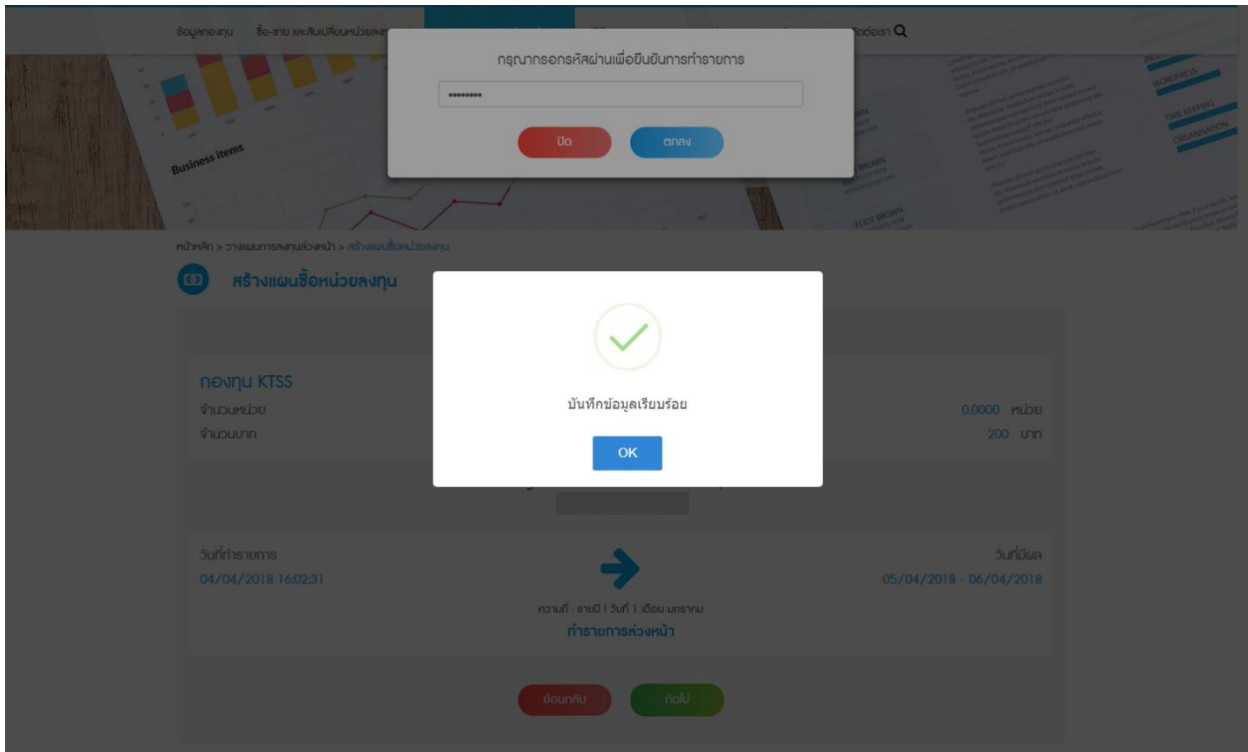 ข้อมูลกองทุน ซื้อ-ขาย และสับเปลี่ยนหน่วยลงทุน ติดต่อเรา
กรุณากรอกรหัสผ่านเพื่อยืนยันการทำรายการ
••••••••
ปิด ตกลง
Business items
WORDPRESS
TIME KEEPING
ORGANISATION
ELIOT BROWN
หน้าหลัก > วางแผนการลงทุนล่วงหน้า > สร้างแผนซื้อหน่วยลงทุน
สร้างแผนซื้อหน่วยลงทุน
กองทุน KTSS
จำนวนหน่วย 0.0000 หน่วย
จำนวนบาท 200 บาท
บันทึกข้อมูลเรียบร้อย
OK
วันที่ทำรายการ วันที่มีผล
04/04/2018 16:02:31 05/04/2018 - 06/04/2018
ความถี่ : รายปี | วันที่ 1 เดือน มกราคม
ทำรายการล่วงหน้า
ย้อนกลับ ถัดไป